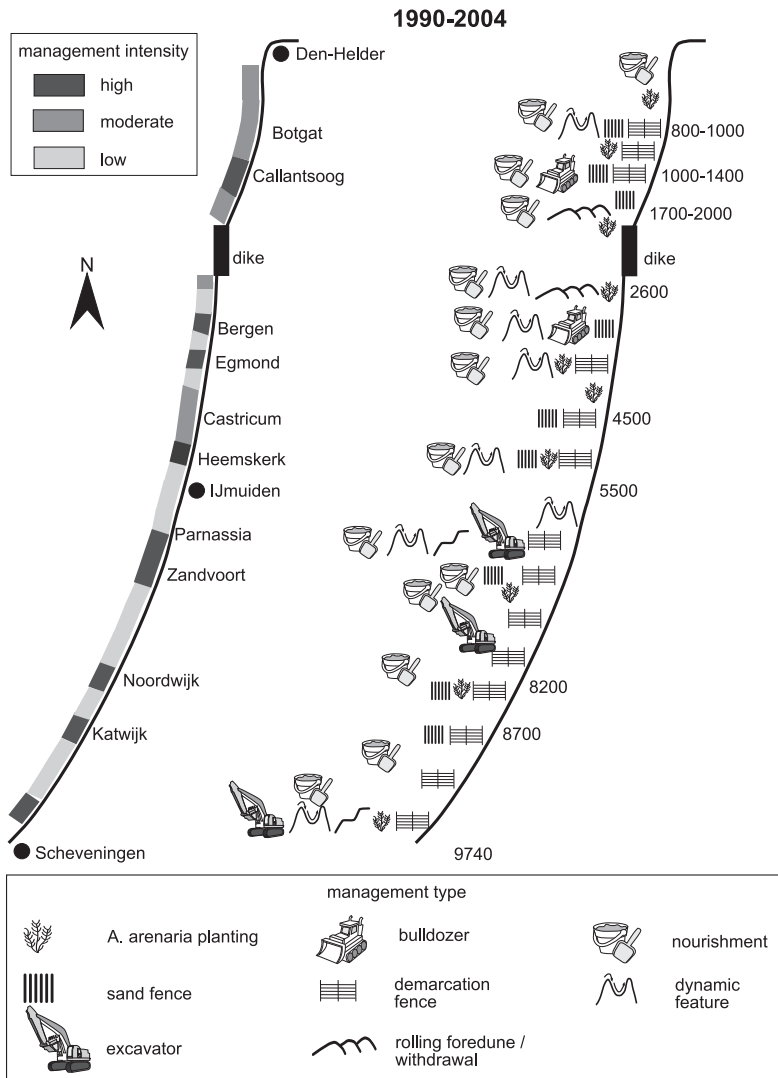 1990-2004
management intensity
high
moderate
low
Den-Helder
Botgat
Callantsoog
dike
N
Bergen
Egmond
Castricum
Heemskerk
IJmuiden
Parnassia
Zandvoort
Noordwijk
Katwijk
Scheveningen
800-1000
1000-1400
1700-2000
dike
2600
4500
5500
8200
8700
9740
management type
A. arenaria planting
bulldozer
nourishment
sand fence
demarcation
fence
dynamic
feature
excavator
rolling foredune /
withdrawal